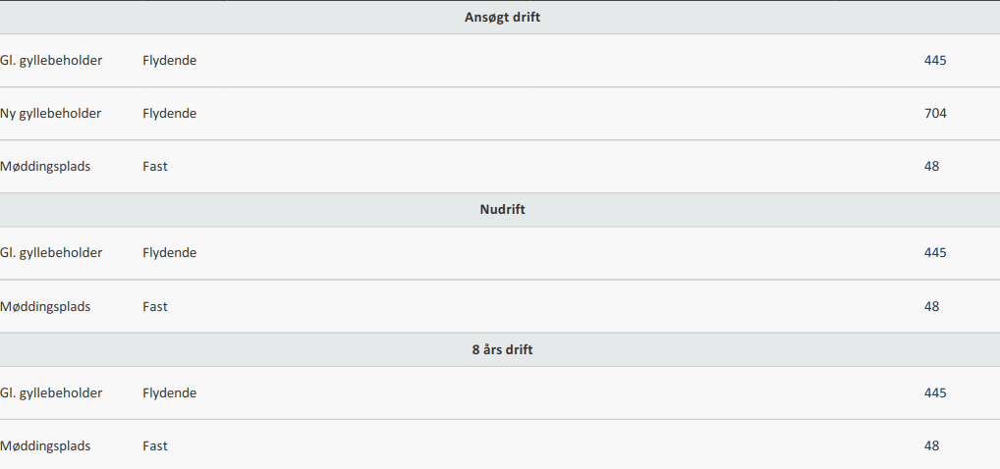 Ansøgt drift
Gl. gyllebeholder Flydende 445
Ny gyllebeholder Flydende 704
Møddingsplads Fast 48
Nudrift
Gl. gyllebeholder Flydende 445
Møddingsplads Fast 48
8 års drift
Gl. gyllebeholder Flydende 445
Møddingsplads Fast 48